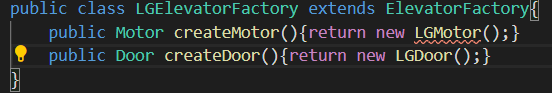 public class LGElevatorFactory extends ElevatorFactory{
    public Motor createMotor(){return new LGMotor();}
    public Door createDoor(){return new LGDoor();}
}